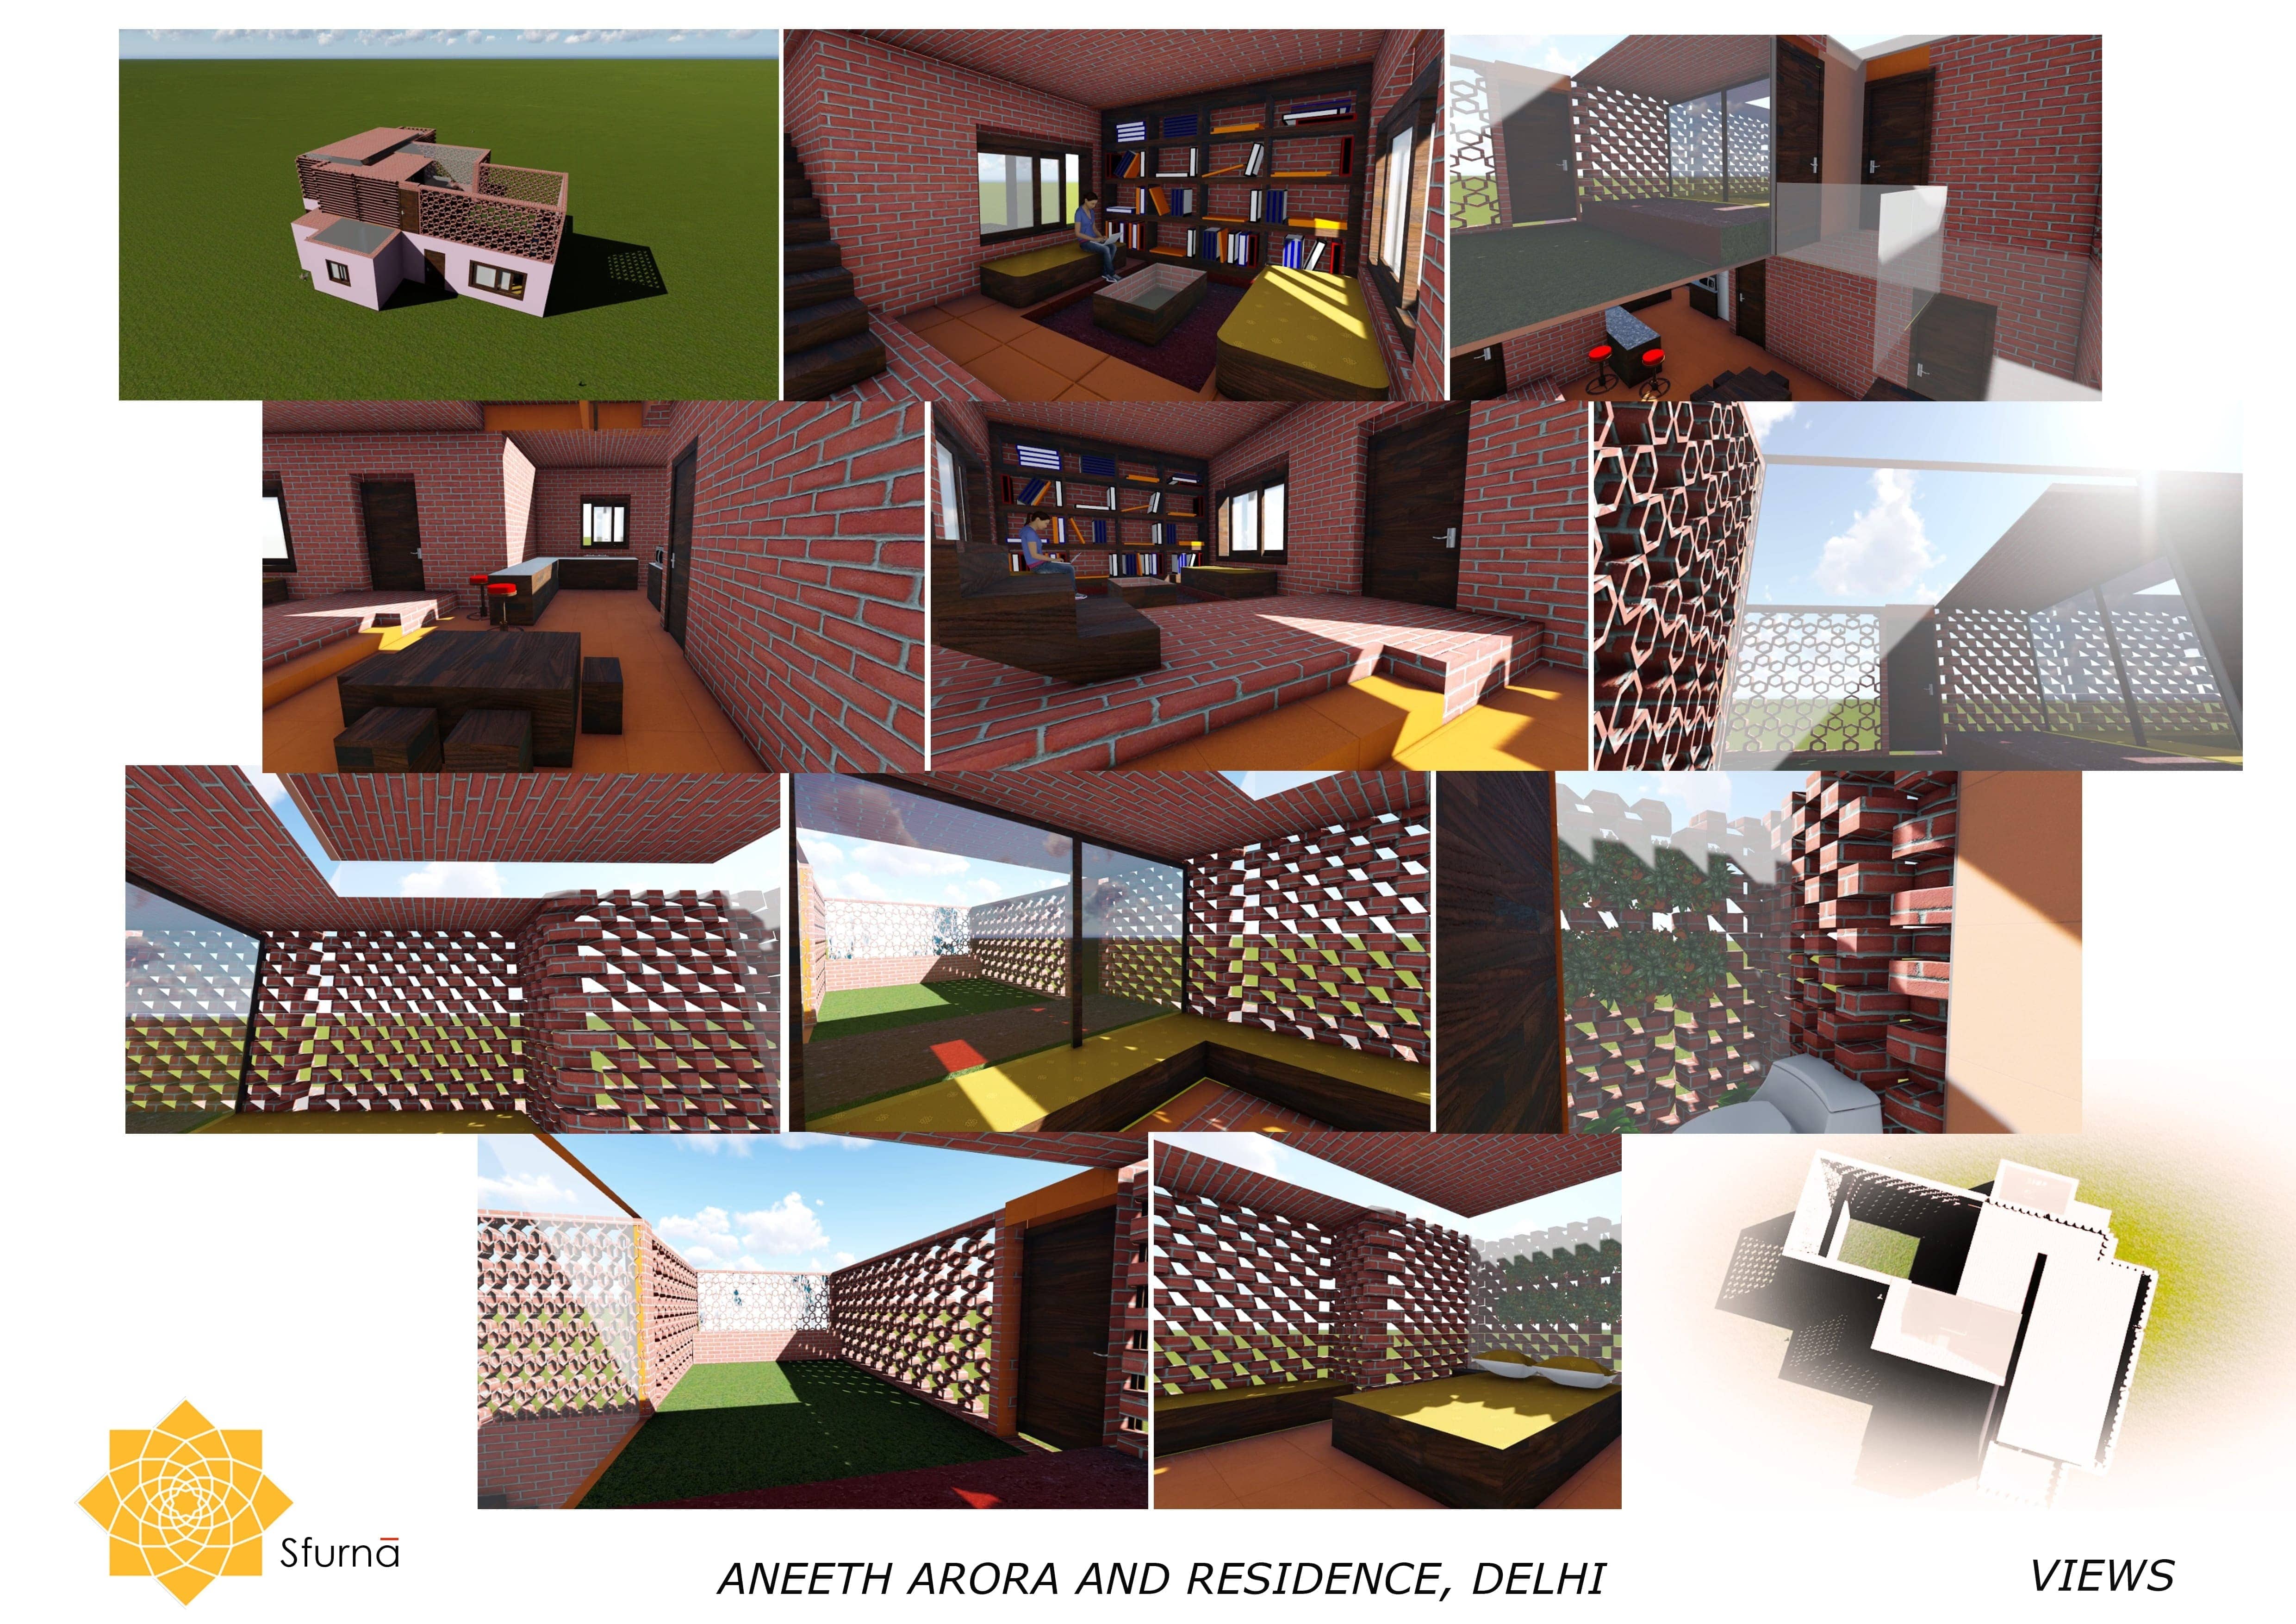 Sfurnā
ANEETH ARORA AND RESIDENCE, DELHI
VIEWS